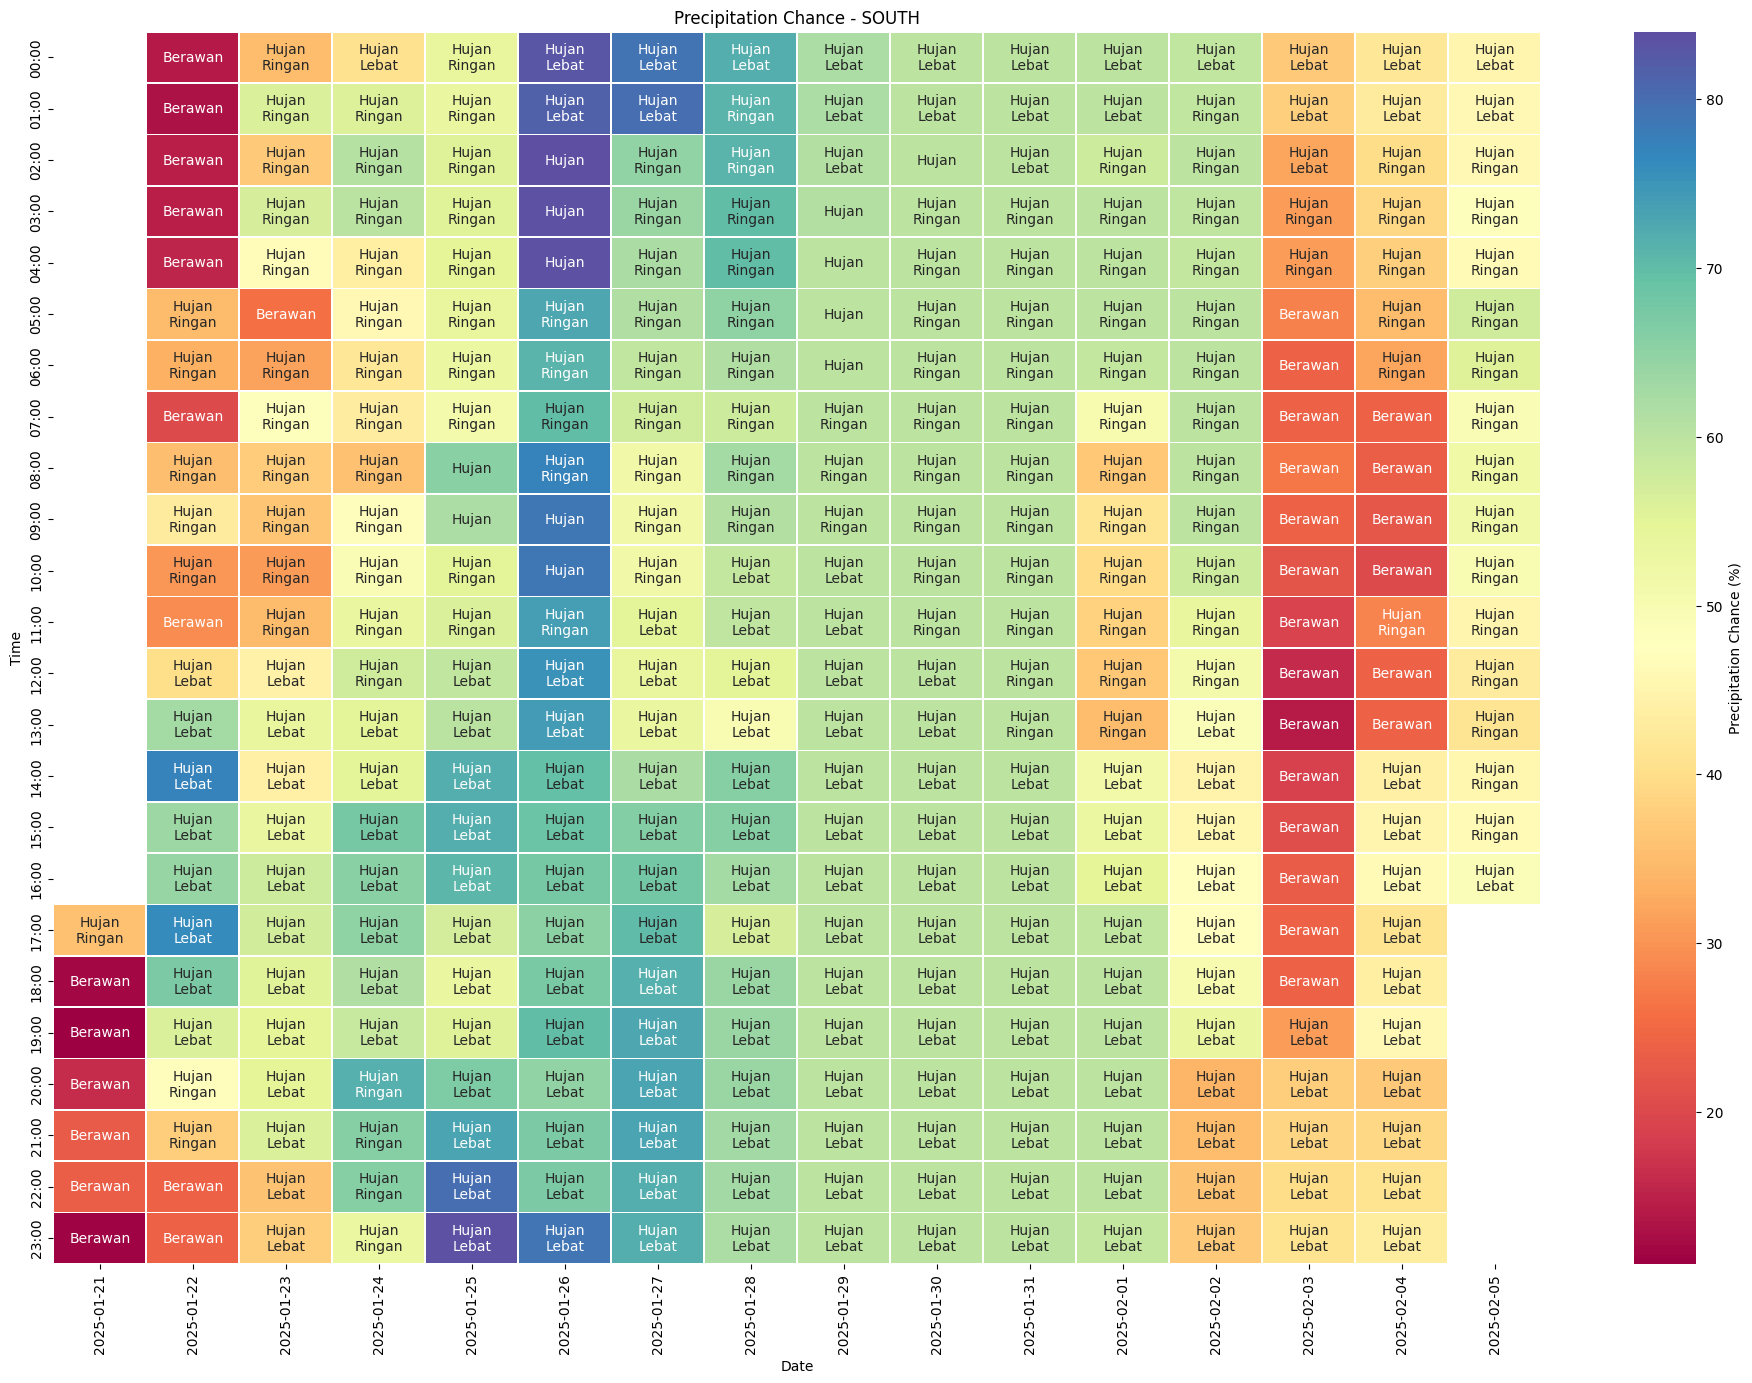 Precipitation Chance - SOUTH
00:00 Berawan Hujan Ringan Hujan Lebat Hujan Ringan Hujan Lebat Hujan Lebat Hujan Lebat Hujan Lebat Hujan Lebat Hujan Lebat Hujan Lebat Hujan Lebat Hujan Lebat Hujan Lebat Hujan Lebat
01:00 Berawan Hujan Ringan Hujan Ringan Hujan Ringan Hujan Lebat Hujan Lebat Hujan Ringan Hujan Lebat Hujan Lebat Hujan Lebat Hujan Lebat Hujan Ringan Hujan Lebat Hujan Lebat Hujan Lebat
02:00 Berawan Hujan Ringan Hujan Ringan Hujan Ringan Hujan Hujan Ringan Hujan Ringan Hujan Lebat Hujan Hujan Lebat Hujan Ringan Hujan Ringan Hujan Lebat Hujan Ringan Hujan Ringan
03:00 Berawan Hujan Ringan Hujan Ringan Hujan Ringan Hujan Hujan Ringan Hujan Ringan Hujan Hujan Ringan Hujan Ringan Hujan Ringan Hujan Ringan Hujan Ringan Hujan Ringan Hujan Ringan
04:00 Berawan Hujan Ringan Hujan Ringan Hujan Ringan Hujan Hujan Ringan Hujan Ringan Hujan Hujan Ringan Hujan Ringan Hujan Ringan Hujan Ringan Hujan Ringan Hujan Ringan Hujan Ringan
05:00 Hujan Ringan Berawan Hujan Ringan Hujan Ringan Hujan Ringan Hujan Ringan Hujan Ringan Hujan Hujan Ringan Hujan Ringan Hujan Ringan Hujan Ringan Berawan Hujan Ringan Hujan Ringan
06:00 Hujan Ringan Hujan Ringan Hujan Ringan Hujan Ringan Hujan Ringan Hujan Ringan Hujan Ringan Hujan Hujan Ringan Hujan Ringan Hujan Ringan Hujan Ringan Berawan Hujan Ringan Hujan Ringan
07:00 Berawan Hujan Ringan Hujan Ringan Hujan Ringan Hujan Ringan Hujan Ringan Hujan Ringan Hujan Ringan Hujan Ringan Hujan Ringan Hujan Ringan Hujan Ringan Berawan Berawan Hujan Ringan
08:00 Hujan Ringan Hujan Ringan Hujan Ringan Hujan Hujan Ringan Hujan Ringan Hujan Ringan Hujan Ringan Hujan Ringan Hujan Ringan Hujan Ringan Hujan Ringan Berawan Berawan Hujan Ringan
09:00 Hujan Ringan Hujan Ringan Hujan Ringan Hujan Hujan Hujan Ringan Hujan Ringan Hujan Ringan Hujan Ringan Hujan Ringan Hujan Ringan Hujan Ringan Berawan Berawan Hujan Ringan
10:00 Hujan Ringan Hujan Ringan Hujan Ringan Hujan Ringan Hujan Hujan Ringan Hujan Lebat Hujan Lebat Hujan Ringan Hujan Ringan Hujan Ringan Hujan Ringan Berawan Berawan Hujan Ringan
11:00 Berawan Hujan Ringan Hujan Ringan Hujan Ringan Hujan Ringan Hujan Lebat Hujan Lebat Hujan Lebat Hujan Ringan Hujan Ringan Hujan Ringan Hujan Ringan Berawan Hujan Ringan Hujan Ringan
12:00 Hujan Lebat Hujan Lebat Hujan Ringan Hujan Lebat Hujan Lebat Hujan Lebat Hujan Lebat Hujan Lebat Hujan Lebat Hujan Ringan Hujan Ringan Hujan Ringan Berawan Berawan Hujan Ringan
13:00 Hujan Lebat Hujan Lebat Hujan Lebat Hujan Lebat Hujan Lebat Hujan Lebat Hujan Lebat Hujan Lebat Hujan Lebat Hujan Ringan Hujan Ringan Hujan Lebat Berawan Berawan Hujan Ringan
14:00 Hujan Lebat Hujan Lebat Hujan Lebat Hujan Lebat Hujan Lebat Hujan Lebat Hujan Lebat Hujan Lebat Hujan Lebat Hujan Lebat Hujan Lebat Hujan Lebat Berawan Hujan Lebat Hujan Ringan
15:00 Hujan Lebat Hujan Lebat Hujan Lebat Hujan Lebat Hujan Lebat Hujan Lebat Hujan Lebat Hujan Lebat Hujan Lebat Hujan Lebat Hujan Lebat Hujan Lebat Berawan Hujan Lebat Hujan Ringan
16:00 Hujan Lebat Hujan Lebat Hujan Lebat Hujan Lebat Hujan Lebat Hujan Lebat Hujan Lebat Hujan Lebat Hujan Lebat Hujan Lebat Hujan Lebat Hujan Lebat Berawan Hujan Lebat Hujan Lebat
17:00 Hujan Ringan Hujan Lebat Hujan Lebat Hujan Lebat Hujan Lebat Hujan Lebat Hujan Lebat Hujan Lebat Hujan Lebat Hujan Lebat Hujan Lebat Hujan Lebat Hujan Lebat Berawan Hujan Lebat
18:00 Berawan Hujan Lebat Hujan Lebat Hujan Lebat Hujan Lebat Hujan Lebat Hujan Lebat Hujan Lebat Hujan Lebat Hujan Lebat Hujan Lebat Hujan Lebat Hujan Lebat Berawan Hujan Lebat
19:00 Berawan Hujan Lebat Hujan Lebat Hujan Lebat Hujan Lebat Hujan Lebat Hujan Lebat Hujan Lebat Hujan Lebat Hujan Lebat Hujan Lebat Hujan Lebat Hujan Lebat Hujan Lebat Hujan Lebat
20:00 Berawan Hujan Ringan Hujan Lebat Hujan Ringan Hujan Lebat Hujan Lebat Hujan Lebat Hujan Lebat Hujan Lebat Hujan Lebat Hujan Lebat Hujan Lebat Hujan Lebat Hujan Lebat Hujan Lebat
21:00 Berawan Hujan Ringan Hujan Lebat Hujan Ringan Hujan Lebat Hujan Lebat Hujan Lebat Hujan Lebat Hujan Lebat Hujan Lebat Hujan Lebat Hujan Lebat Hujan Lebat Hujan Lebat Hujan Lebat
22:00 Berawan Berawan Hujan Lebat Hujan Ringan Hujan Lebat Hujan Lebat Hujan Lebat Hujan Lebat Hujan Lebat Hujan Lebat Hujan Lebat Hujan Lebat Hujan Lebat Hujan Lebat Hujan Lebat
23:00 Berawan Berawan Hujan Lebat Hujan Ringan Hujan Lebat Hujan Lebat Hujan Lebat Hujan Lebat Hujan Lebat Hujan Lebat Hujan Lebat Hujan Lebat Hujan Lebat Hujan Lebat Hujan Lebat
Time
2025-01-21
2025-01-22
2025-01-23
2025-01-24
2025-01-25
2025-01-26
2025-01-27
2025-01-28
2025-01-29
2025-01-30
2025-01-31
2025-02-01
2025-02-02
2025-02-03
2025-02-04
2025-02-05
Date
80
70
60
50
40
30
20
Precipitation Chance (%)